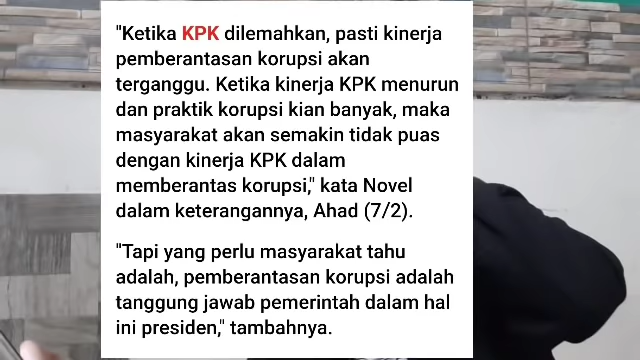 "Ketika KPK dilemahkan, pasti kinerja
pemberantasan korupsi akan
terganggu. Ketika kinerja KPK menurun
dan praktik korupsi kian banyak, maka
masyarakat akan semakin tidak puas
dengan kinerja KPK dalam
memberantas korupsi," kata Novel
dalam keterangannya, Ahad (7/2).
"Tapi yang perlu masyarakat tahu
adalah, pemberantasan korupsi adalah
tanggung jawab pemerintah dalam hal
ini presiden," tambahnya.